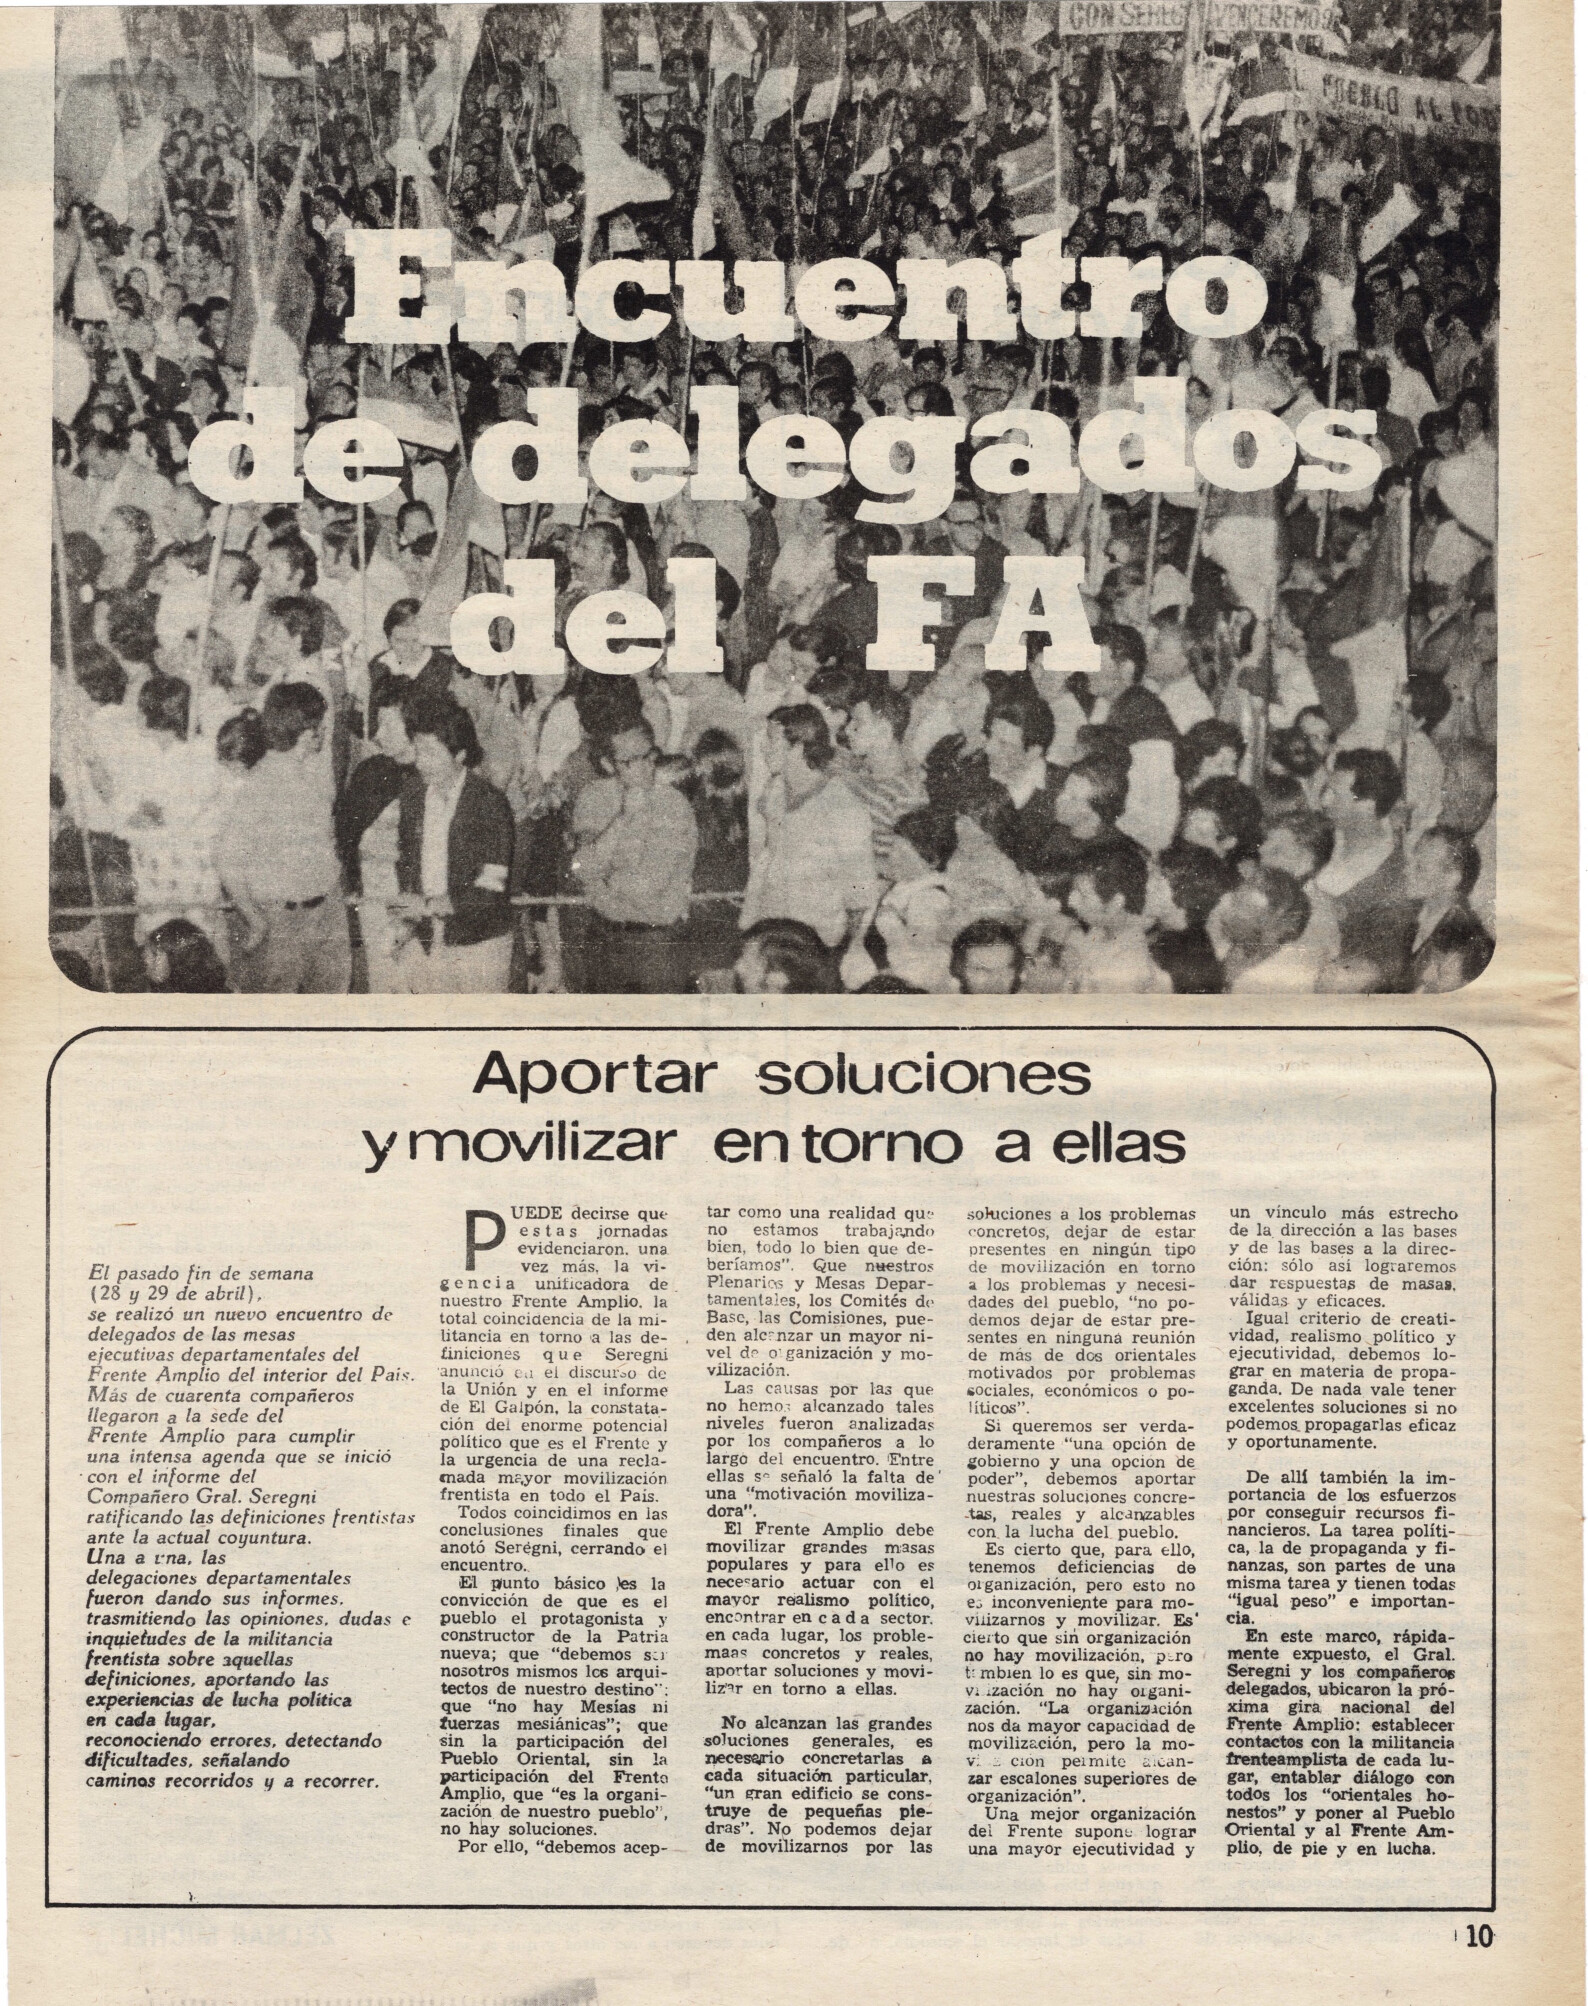 VENCEREMOS
PUEBLO AL
Encuentro
de delegados
del FA
Aportar soluciones
y movilizar en torno a ellas
El pasado fin de semana
(28 y 29 de abril),
se realizó un nuevo encuentro de
delegados de las mesas
ejecutivas departamentales del
Frente Amplio del interior del País.
Más de cuarenta compañeros
llegaron a la sede del
Frente Amplio para cumplir
una intensa agenda que se inició
con el informe del
Compañero Gral. Seregni
ratificando las definiciones frentistas
ante la actual coyuntura.
Una a una, las
delegaciones departamentales
fueron dando sus informes,
trasmitiendo las opiniones, dudas e
inquietudes de la militancia
frentista sobre aquellas
definiciones, aportando las
experiencias de lucha política
en cada lugar,
reconociendo errores, detectando
dificultades, señalando
caminos recorridos y a recorrer.
PUEDE decirse que
estas jornadas
evidenciaron, una
vez más, la vi-
gencia unificadora de
nuestro Frente Amplio, la
total coincidencia de la mi-
litancia en torno a las de-
finiciones que Seregni
anunció en el discurso de
la Unión y en el informe
de El Galpón, la constata-
ción del enorme potencial
político que es el Frente y
la urgencia de una recla-
mada mayor movilización
frentista en todo el País.
Todos coincidimos en las
conclusiones finales que
anotó Seregni, cerrando el
encuentro.
El punto básico es la
convicción de que es el
pueblo el protagonista y
constructor de la Patria
nueva; que "debemos ser
nosotros mismos los arqui-
tectos de nuestro destino";
que "no hay Mesías ni
fuerzas mesiánicas"; que
sin la participación del
Pueblo Oriental, sin la
participación del Frente
Amplio, que "es la organi-
zación de nuestro pueblo",
no hay soluciones.
Por ello, "debemos acep-
tar como una realidad que
no estamos trabajando
bien, todo lo bien que de-
beríamos". Que nuestros
Plenarios y Mesas Depar-
tamentales, los Comités de
Base, las Comisiones, pue-
den alcanzar un mayor ni-
vel de organización y mo-
vilización.
Las causas por las que
no hemos alcanzado tales
niveles fueron analizadas
por los compañeros a lo
largo del encuentro. Entre
ellas se señaló la falta de
una "motivación moviliza-
dora".
El Frente Amplio debe
movilizar grandes masas
populares y para ello es
necesario actuar con el
mayor realismo político,
encontrar en cada sector,
en cada lugar, los proble-
maas concretos y reales,
aportar soluciones y movi-
lizar en torno a ellas.
No alcanzan las grandes
soluciones generales, es
necesario concretarlas a
cada situación particular,
"un gran edificio se cons-
truye de pequeñas pie-
dras". No podemos dejar
de movilizarnos por las
soluciones a los problemas
concretos, dejar de estar
presentes en ningún tipo
de movilización en torno
a los problemas y necesi-
dades del pueblo, "no po-
demos dejar de estar pre-
sentes en ninguna reunión
de más de dos orientales
motivados por problemas
sociales, económicos o po-
líticos".
Si queremos ser verda-
deramente "una opción de
gobierno y una opción de
poder", debemos aportar
nuestras soluciones concre-
tas, reales y alcanzables
con la lucha del pueblo.
Es cierto que, para ello,
tenemos deficiencias de
organización, pero esto no
es inconveniente para mo-
vilizarnos y movilizar. Es
cierto que sin organización
no hay movilización, pero
también lo es que, sin mo-
vilización no hay organi-
zación. "La organización
nos da mayor capacidad de
movilización, pero la mo-
vilización permite alcan-
zar escalones superiores de
organización".
Una mejor organización
del Frente supone lograr
una mayor ejecutividad y
un vínculo más estrecho
de la dirección a las bases
y de las bases a la direc-
ción: sólo así lograremos
dar respuestas de masas,
válidas y eficaces.
Igual criterio de creati-
vidad, realismo político y
ejecutividad, debemos lo-
grar en materia de propa-
ganda. De nada vale tener
excelentes soluciones si no
podemos propagarlas eficaz
y oportunamente.
De allí también la im-
portancia de los esfuerzos
por conseguir recursos fi-
nancieros. La tarea políti-
ca, la de propaganda y fi-
nanzas, son partes de una
misma tarea y tienen todas
"igual peso" e importan-
cia.
En este marco, rápida-
mente expuesto, el Gral.
Seregni y los compañeros
delegados, ubicaron la pró-
xima gira nacional del
Frente Amplio: establecer
contactos con la militancia
frenteamplista de cada lu-
gar, entablar diálogo con
todos los "orientales ho-
nestos" y poner al Pueblo
Oriental y al Frente Am-
plio, de pie y en lucha.
10